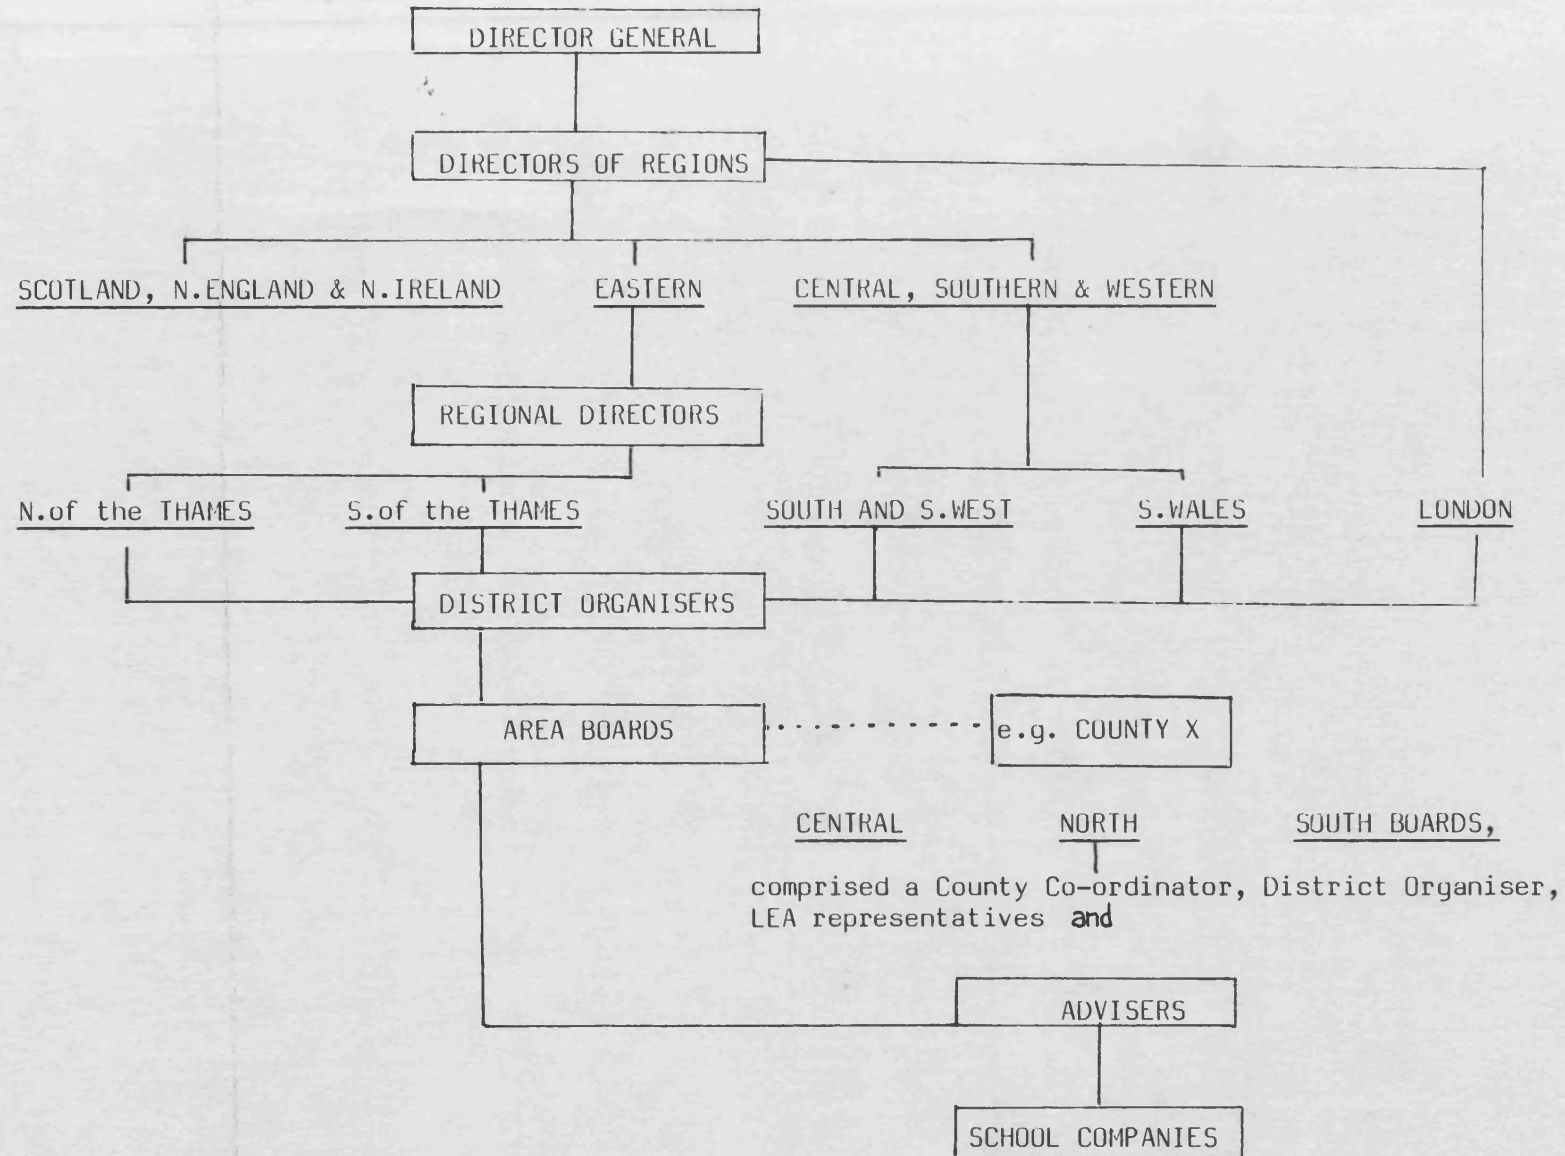 DIRECTOR GENERAL
DIRECTORS OF REGIONS
SCOTLAND, N.ENGLAND & N.IRELAND
EASTERN
CENTRAL, SOUTHERN & WESTERN
REGIONAL DIRECTORS
N.of the THAMES
S.of the THAMES
SOUTH AND S.WEST
S.WALES
LONDON
DISTRICT ORGANISERS
AREA BOARDS
e.g. COUNTY X
CENTRAL
NORTH
SOUTH BOARDS,
comprised a County Co-ordinator, District Organiser,
LEA representatives and
ADVISERS
SCHOOL COMPANIES